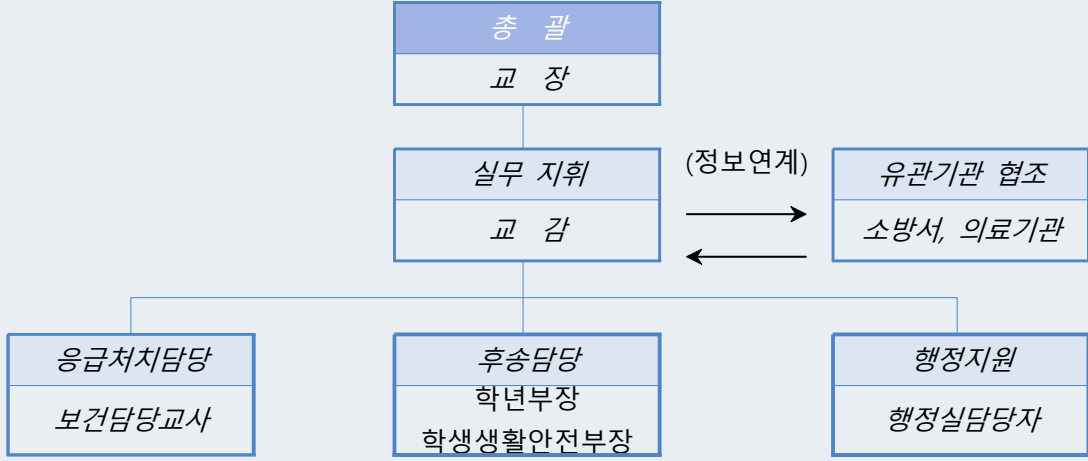 총 괄
교 장
실무 지휘
교 감
(정보연계)
유관기관 협조
소방서, 의료기관
응급처치담당
보건담당교사
후송담당
학년부장
학생생활안전부장
행정지원
행정실담당자